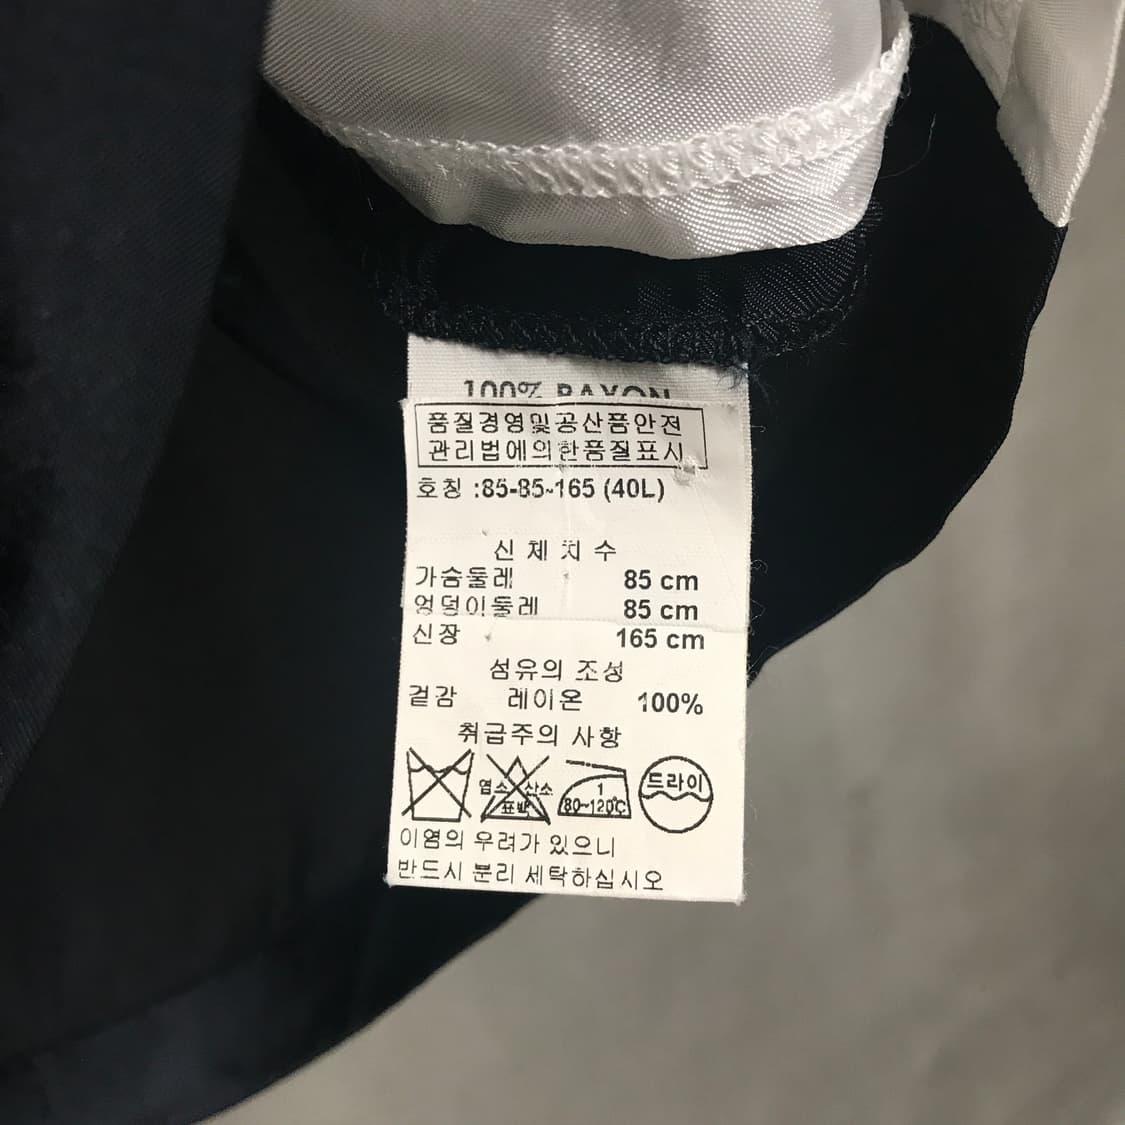 100% RAYON
품질경영및공산품안전
관리법에의한품질표시
호칭 :85-85-165 (40L)
신 체 치 수
가슴둘레 85 cm
엉덩이둘레 85 cm
신장 165 cm
섬유의 조성
겉감 레이온 100%
취급주의 사항
염소 산소
표백
1
80~120℃
드라이
이염의 우려가 있으니
반드시 분리 세탁하십시오